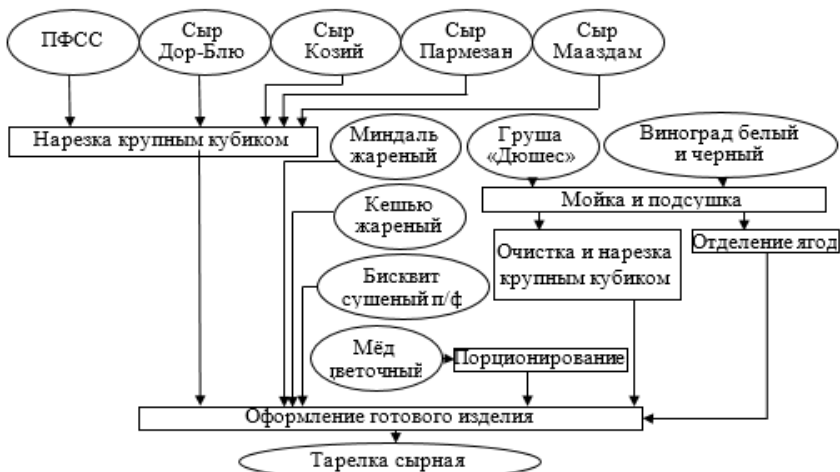 ПФСС
Сыр
Дор-Блю
Сыр
Козий
Сыр
Пармезан
Сыр
Мааздам
Нарезка крупным кубиком
Миндаль
жареный
Груша
«Дюшес»
Виноград белый
и черный
Мойка и подсушка
Кешью
жареный
Очистка и нарезка
крупным кубиком
Отделение ягод
Бисквит
сушеный п/ф
Мёд
цветочный
Порционирование
Оформление готового изделия
Тарелка сырная